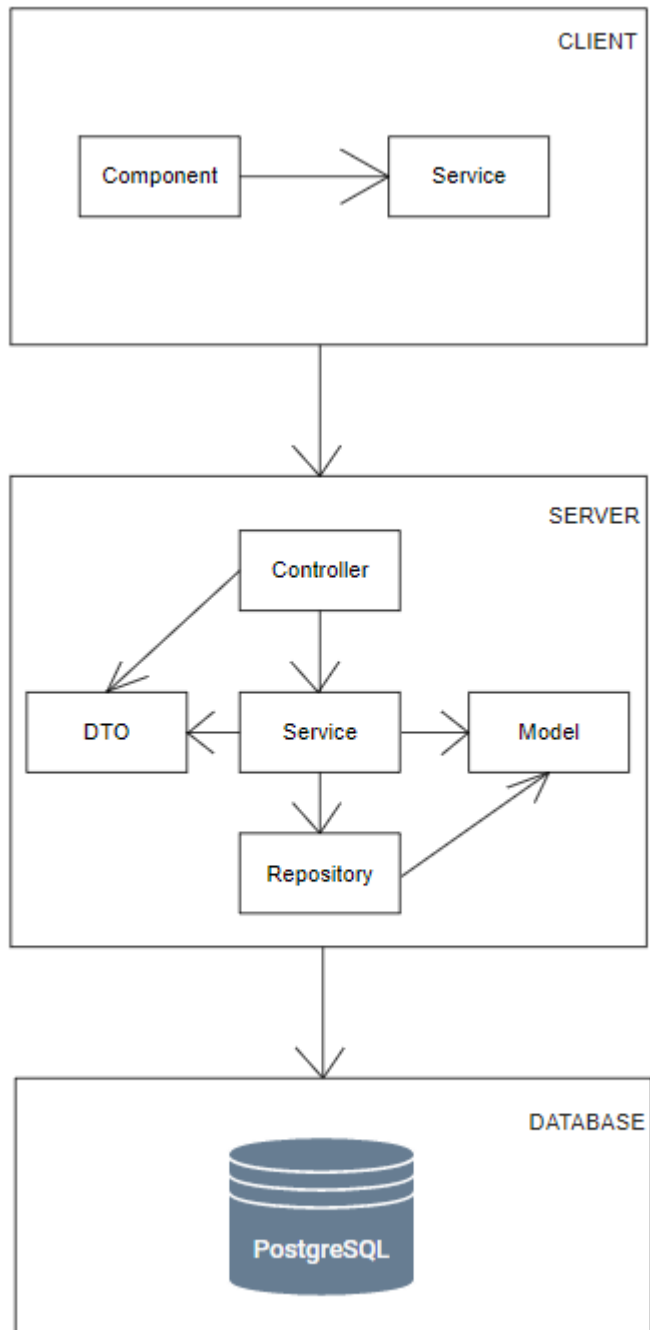 CLIENT
Component
Service
SERVER
Controller
DTO
Service
Model
Repository
DATABASE
PostgreSQL